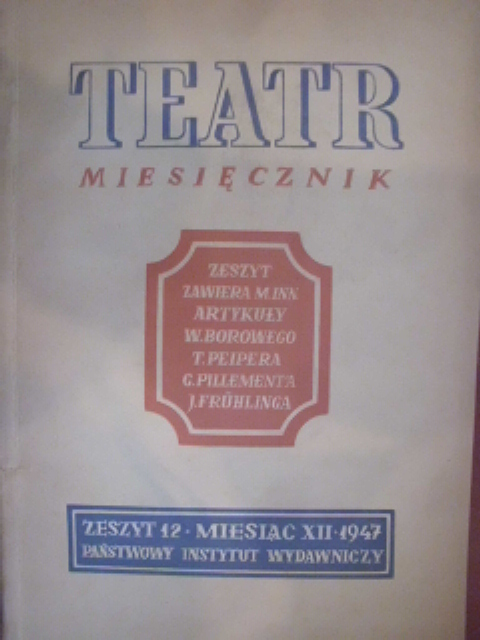 TEATR
MIESIĘCZNIK
ZESZYT
ZAWIERA M.INN
ARTYKUŁY
W.BOROWEGO
T.PEIPERA
G.PILLEMENTA
J.FRÜHLINGA
ZESZYT 12 · MIESIĄC XII · 1947
PAŃSTWOWY INSTYTUT WYDAWNICZY